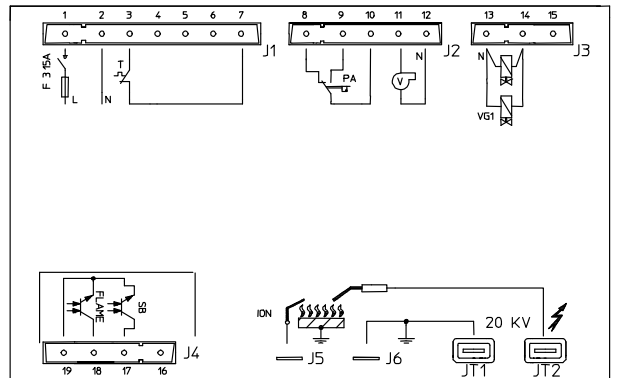 1 2 3 4 5 6 7
J1
8 9 10 11 12
J2
13 14 15
J3
F 3 15A
L
N
T
PA
V
N
N
VG1
FLAME
SB
19 18 17 16
J4
ION
J5
J6
20 KV
JT1
JT2